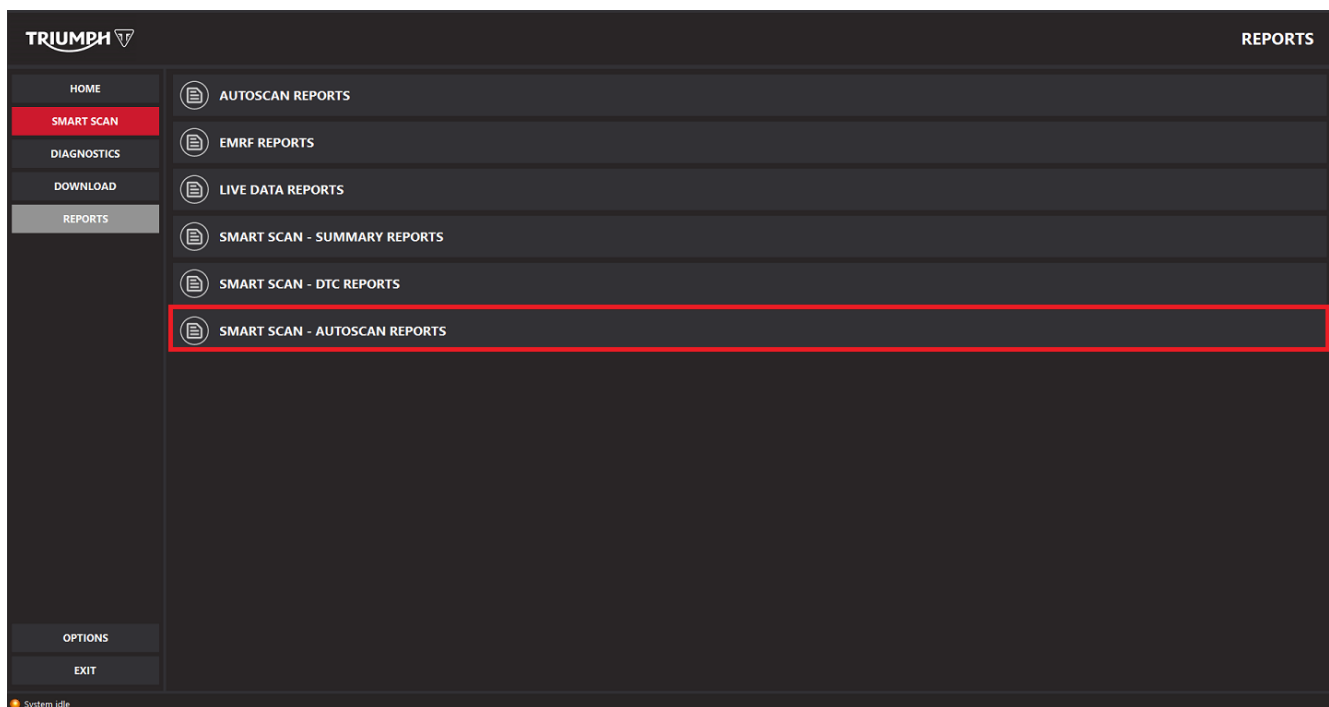 TRIUMPH
REPORTS
HOME
SMART SCAN
DIAGNOSTICS
DOWNLOAD
REPORTS
AUTOSCAN REPORTS
EMRF REPORTS
LIVE DATA REPORTS
SMART SCAN - SUMMARY REPORTS
SMART SCAN - DTC REPORTS
SMART SCAN - AUTOSCAN REPORTS
OPTIONS
EXIT
System idle